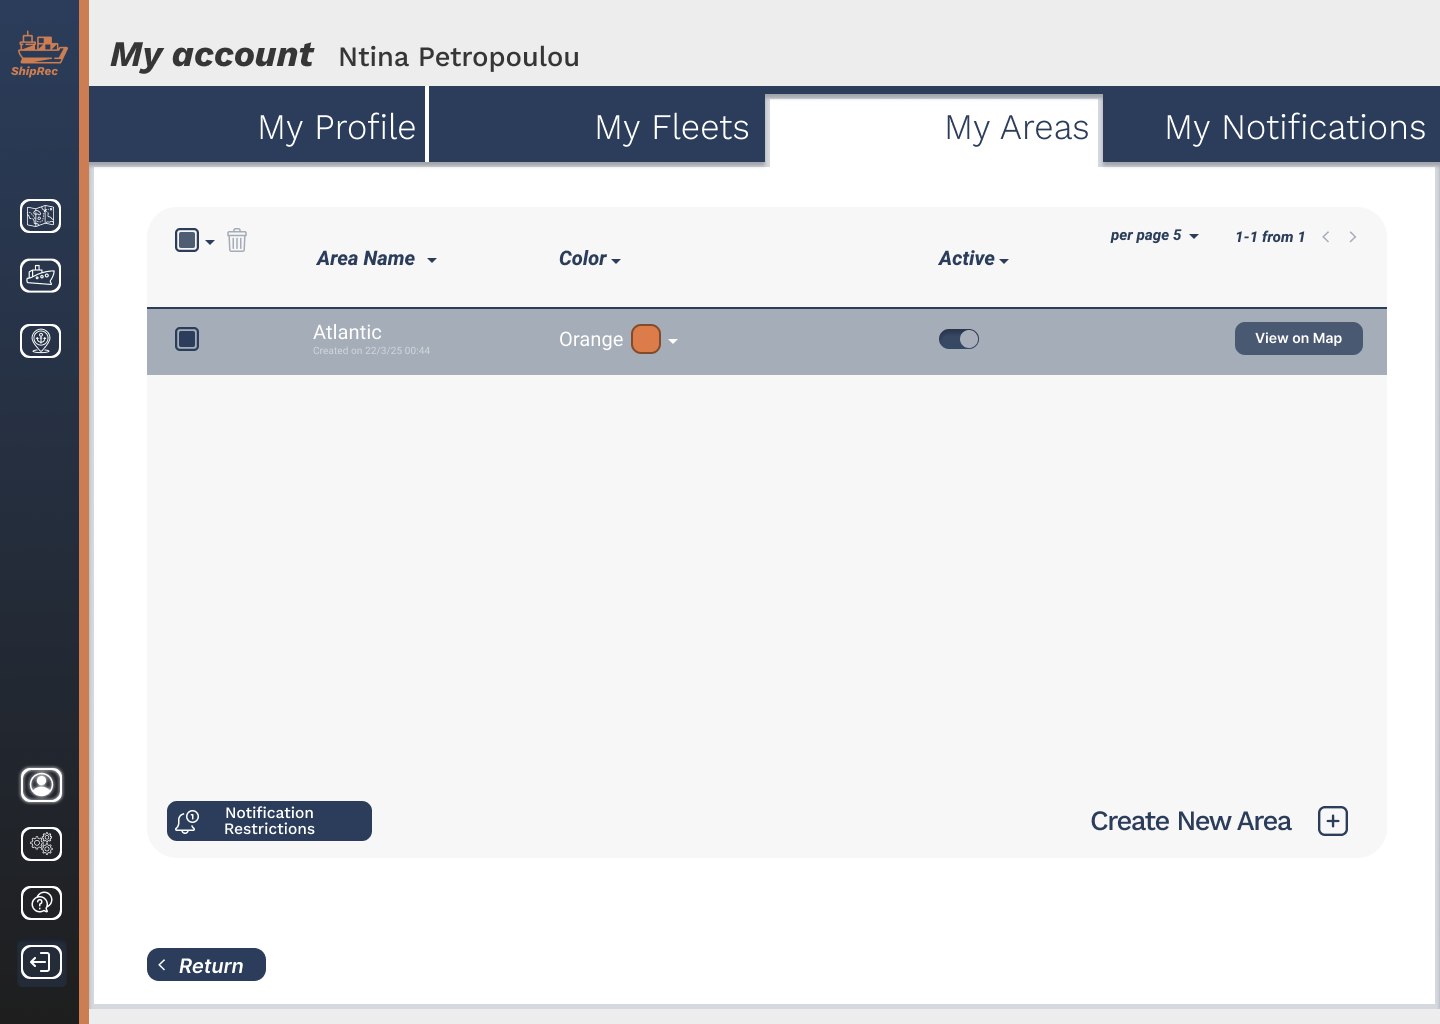 ShipRec
My account Ntina Petropoulou
My Profile
My Fleets
My Areas
My Notifications
per page 5
1-1 from 1
Area Name
Color
Active
Atlantic
Created on 22/3/25 00:44
Orange
View on Map
1
Notification
Restrictions
Create New Area
?
Return